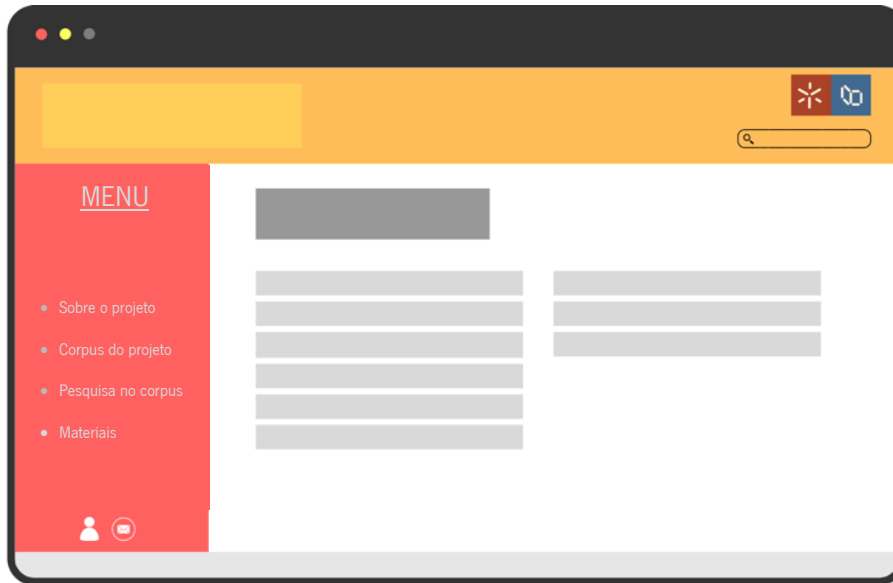 MENU
Sobre o projeto
Corpus do projeto
Pesquisa no corpus
Materiais